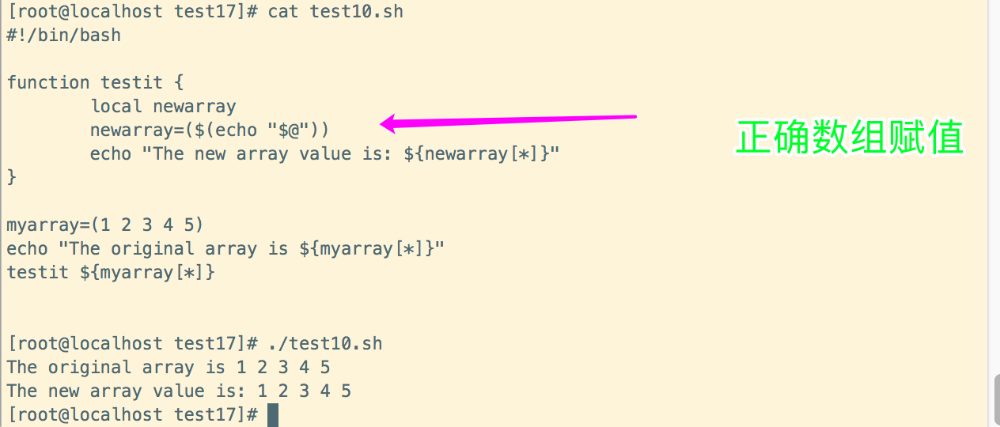 [root@localhost test17]# cat test10.sh
#!/bin/bash
function testit {
local newarray
newarray=($(echo "$@"))
正确数组赋值
echo "The new array value is: ${newarray[*]}"
}
myarray=(1 2 3 4 5)
echo "The original array is ${myarray[*]}"
testit ${myarray[*]}
[root@localhost test17]# ./test10.sh
The original array is 1 2 3 4 5
The new array value is: 1 2 3 4 5
[root@localhost test17]#